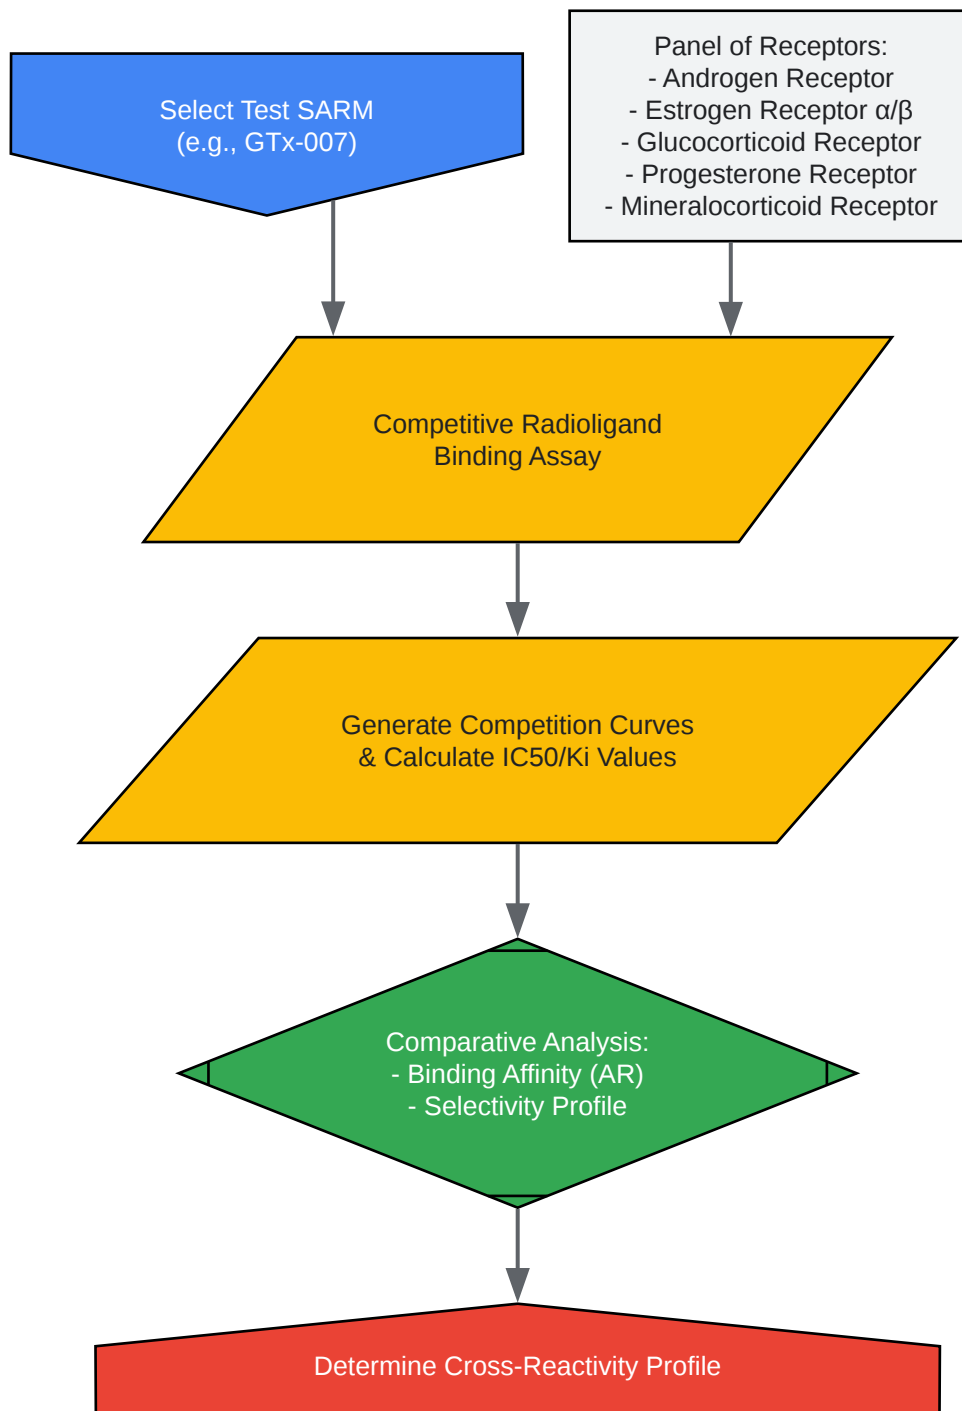 Select Test SARM
(e.g., GTx-007)
Panel of Receptors:
- Androgen Receptor
- Estrogen Receptor α/β
- Glucocorticoid Receptor
- Progesterone Receptor
- Mineralocorticoid Receptor
Competitive Radioligand
Binding Assay
Generate Competition Curves
& Calculate IC50/Ki Values
Comparative Analysis:
- Binding Affinity (AR)
- Selectivity Profile
Determine Cross-Reactivity Profile